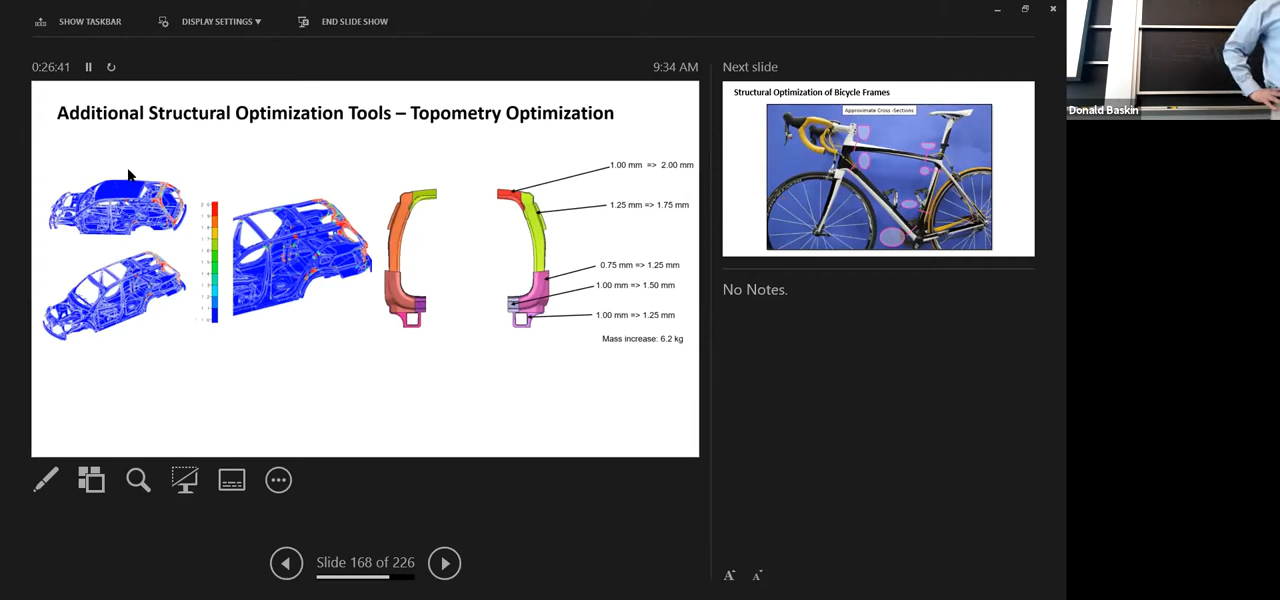 SHOW TASKBAR
DISPLAY SETTINGS ▼
END SLIDE SHOW
0:26:41
9:34 AM
Additional Structural Optimization Tools – Topometry Optimization
1.00 mm => 2.00 mm
1.25 mm => 1.75 mm
0.75 mm => 1.25 mm
1.00 mm => 1.50 mm
1.00 mm => 1.25 mm
Mass increase: 6.2 kg
Slide 168 of 226
Next slide
Structural Optimization of Bicycle Frames
Approximate Cross -Sections
No Notes.
A A
Donald Baskin